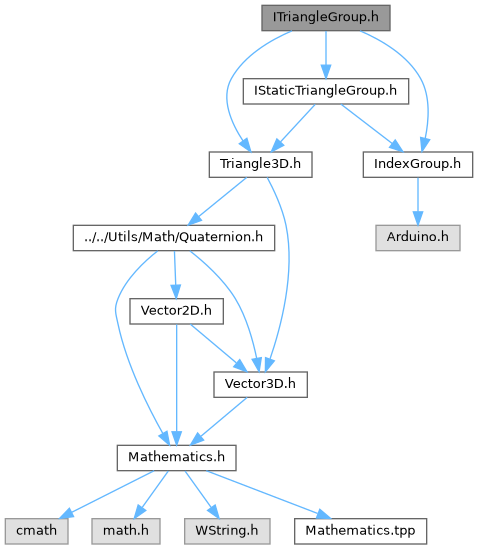 ITriangleGroup.h
IStaticTriangleGroup.h
Triangle3D.h
IndexGroup.h
../../Utils/Math/Quaternion.h
Arduino.h
Vector2D.h
Vector3D.h
Mathematics.h
cmath
math.h
WString.h
Mathematics.tpp